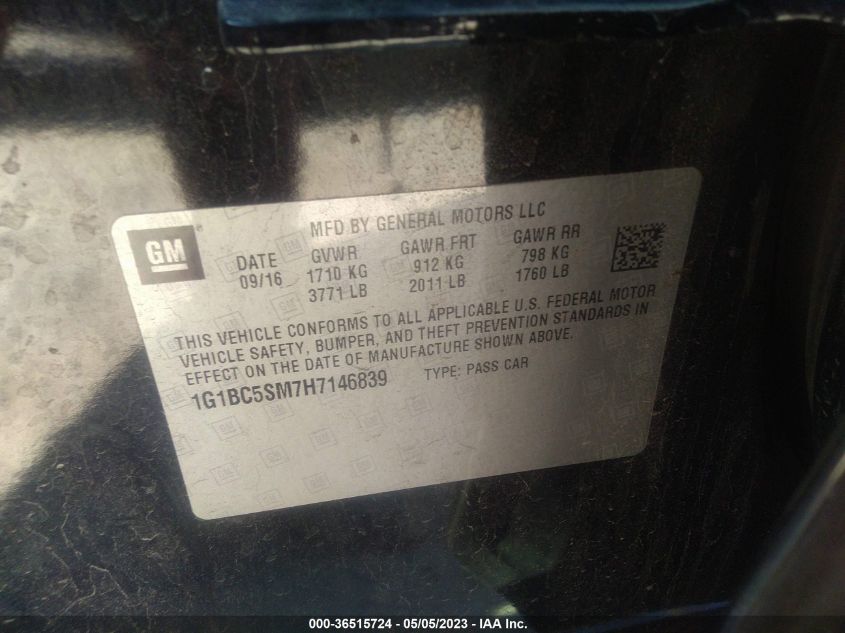 MFD BY GENERAL MOTORS LLC
GM
DATE GVWR GAWR FRT GAWR RR
09/16 1710 KG 912 KG 798 KG
3771 LB 2011 LB 1760 LB
THIS VEHICLE CONFORMS TO ALL APPLICABLE U.S. FEDERAL MOTOR
VEHICLE SAFETY, BUMPER, AND THEFT PREVENTION STANDARDS IN
EFFECT ON THE DATE OF MANUFACTURE SHOWN ABOVE.
1G1BC5SM7H7146839 TYPE: PASS CAR
000-36515724 - 05/05/2023 - IAA Inc.